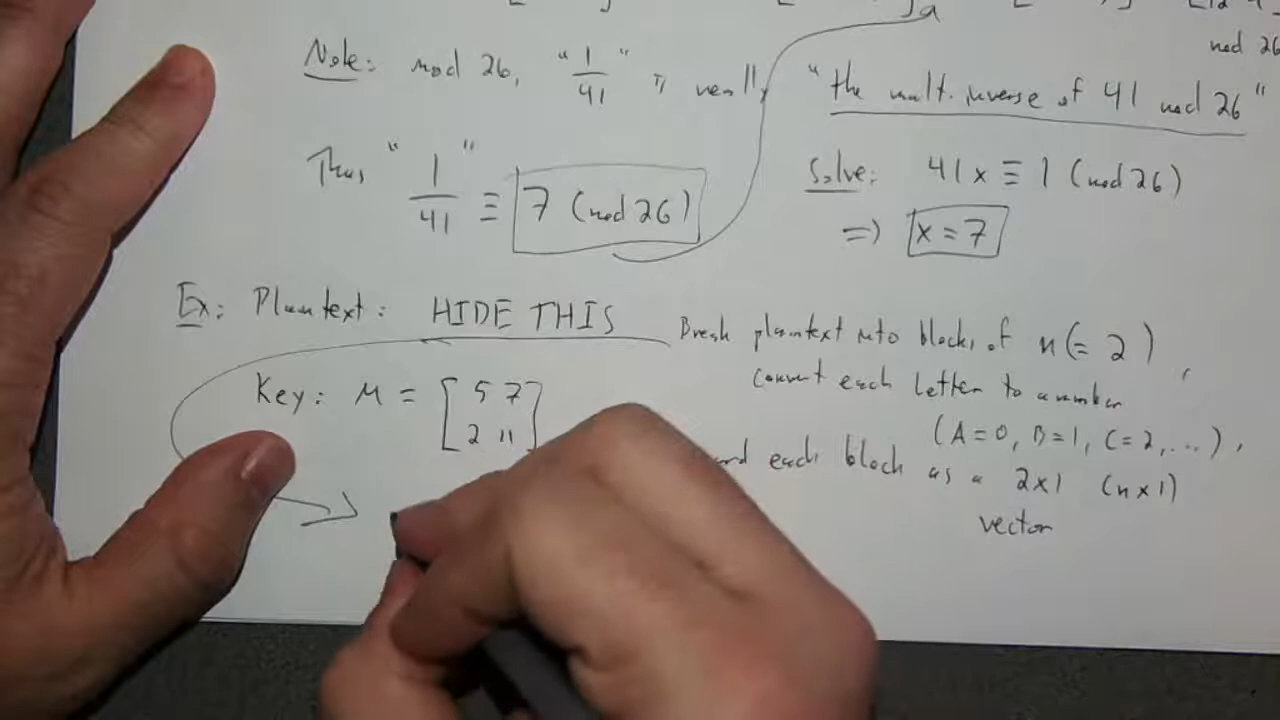 mod 26
Note: mod 26, "1/41" is really "the mult. inverse of 41 mod 26"
Thus "1/41" ≡ 7 (mod 26)
Solve: 41x ≡ 1 (mod 26)
=> x = 7
Ex: Plaintext: HIDE THIS
Key: M = [5 7
2 11]
Break plaintext into blocks of n (= 2),
convert each letter to a number
(A=0, B=1, C=2, ...),
each block as a 2x1 (nx1)
vector